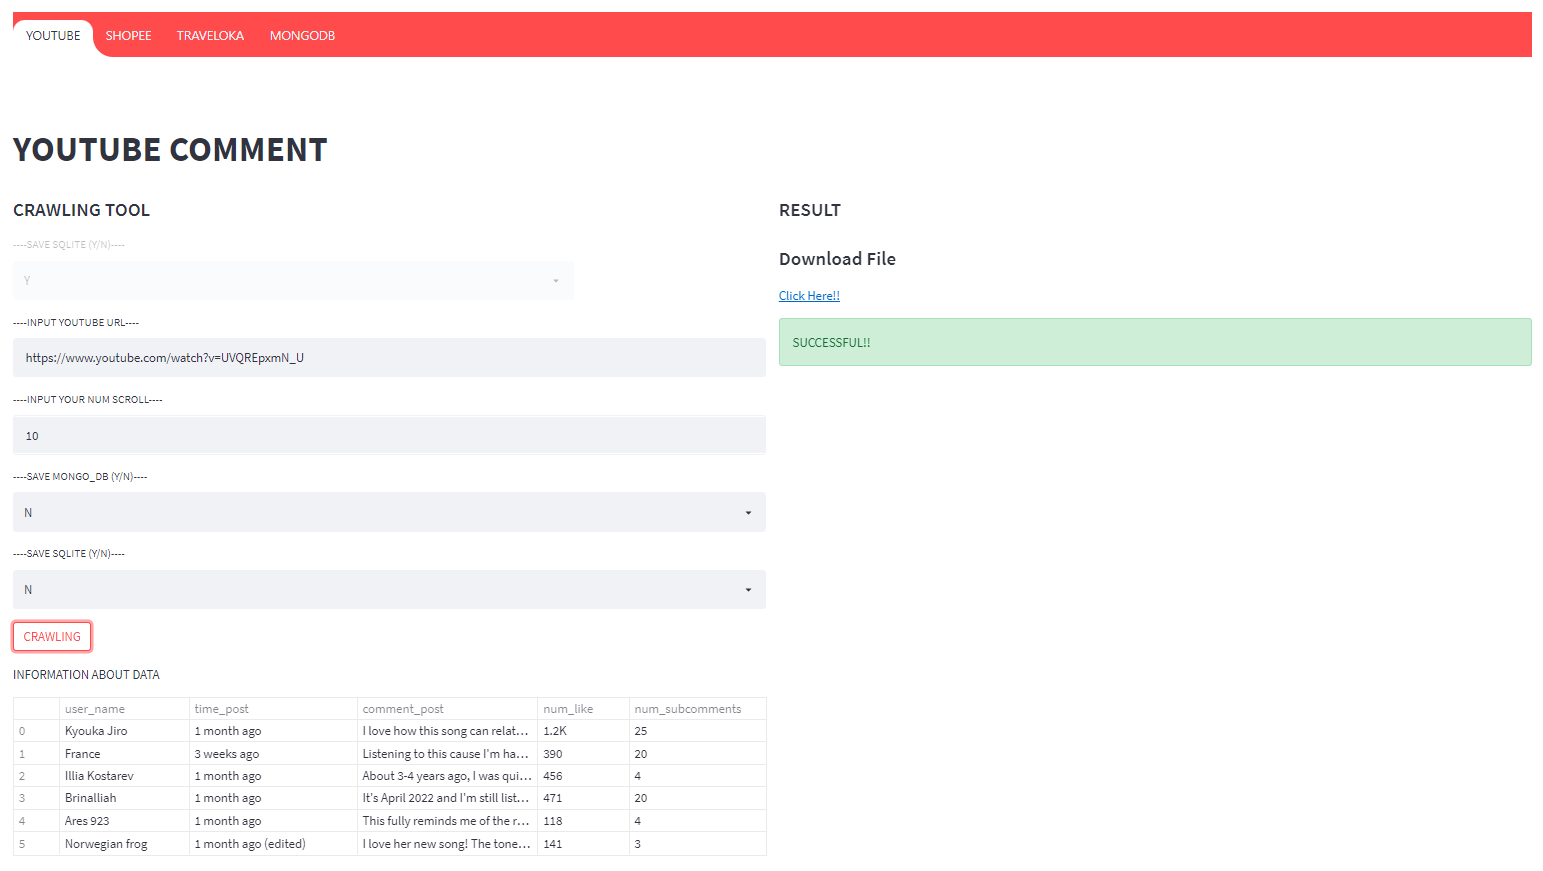 YOUTUBE SHOPEE TRAVELOKA MONGODB
YOUTUBE COMMENT
CRAWLING TOOL
----SAVE SQLITE (Y/N)----
Y
----INPUT YOUTUBE URL----
https://www.youtube.com/watch?v=UVQREpxmN_U
----INPUT YOUR NUM SCROLL----
10
----SAVE MONGO_DB (Y/N)----
N
----SAVE SQLITE (Y/N)----
N
CRAWLING
INFORMATION ABOUT DATA
user_name time_post comment_post num_like num_subcomments
0 Kyouka Jiro 1 month ago I love how this song can relat… 1.2K 25
1 France 3 weeks ago Listening to this cause I'm ha… 390 20
2 Illia Kostarev 1 month ago About 3-4 years ago, I was qui… 456 4
3 Brinalliah 1 month ago It's April 2022 and I'm still list… 471 20
4 Ares 923 1 month ago This fully reminds me of the r… 118 4
5 Norwegian frog 1 month ago (edited) I love her new song! The tone… 141 3
RESULT
Download File
Click Here!!
SUCCESSFUL!!